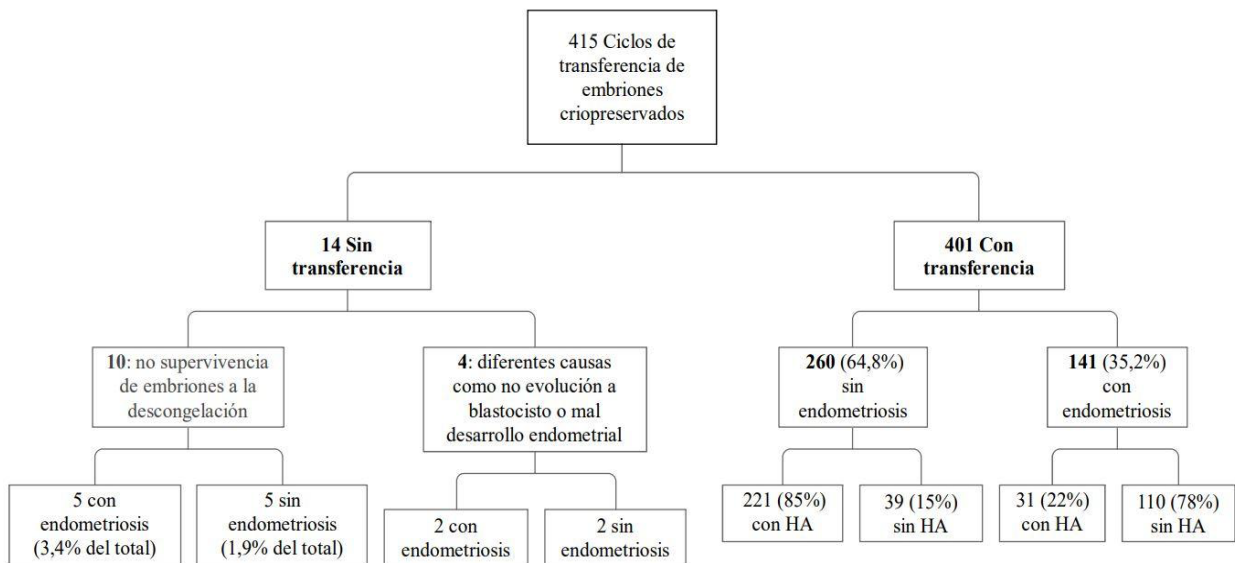 415 Ciclos de
transferencia de
embriones
criopreservados
14 Sin
transferencia
401 Con
transferencia
10: no supervivencia
de embriones a la
descongelación
4: diferentes causas
como no evolución a
blastocisto o mal
desarrollo endometrial
260 (64,8%)
sin
endometriosis
141 (35,2%)
con
endometriosis
5 con
endometriosis
(3,4% del total)
5 sin
endometriosis
(1,9% del total)
2 con
endometriosis
2 sin
endometriosis
221 (85%)
con HA
39 (15%)
sin HA
31 (22%)
con HA
110 (78%)
sin HA